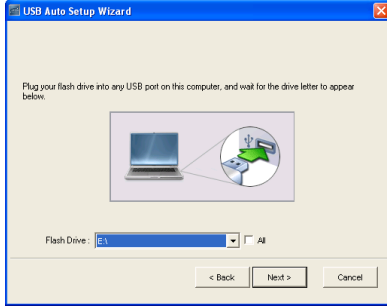 USB Auto Setup Wizard
Plug your flash drive into any USB port on this computer, and wait for the drive letter to appear
below.
Flash Drive : E:\ All
< Back Next > Cancel